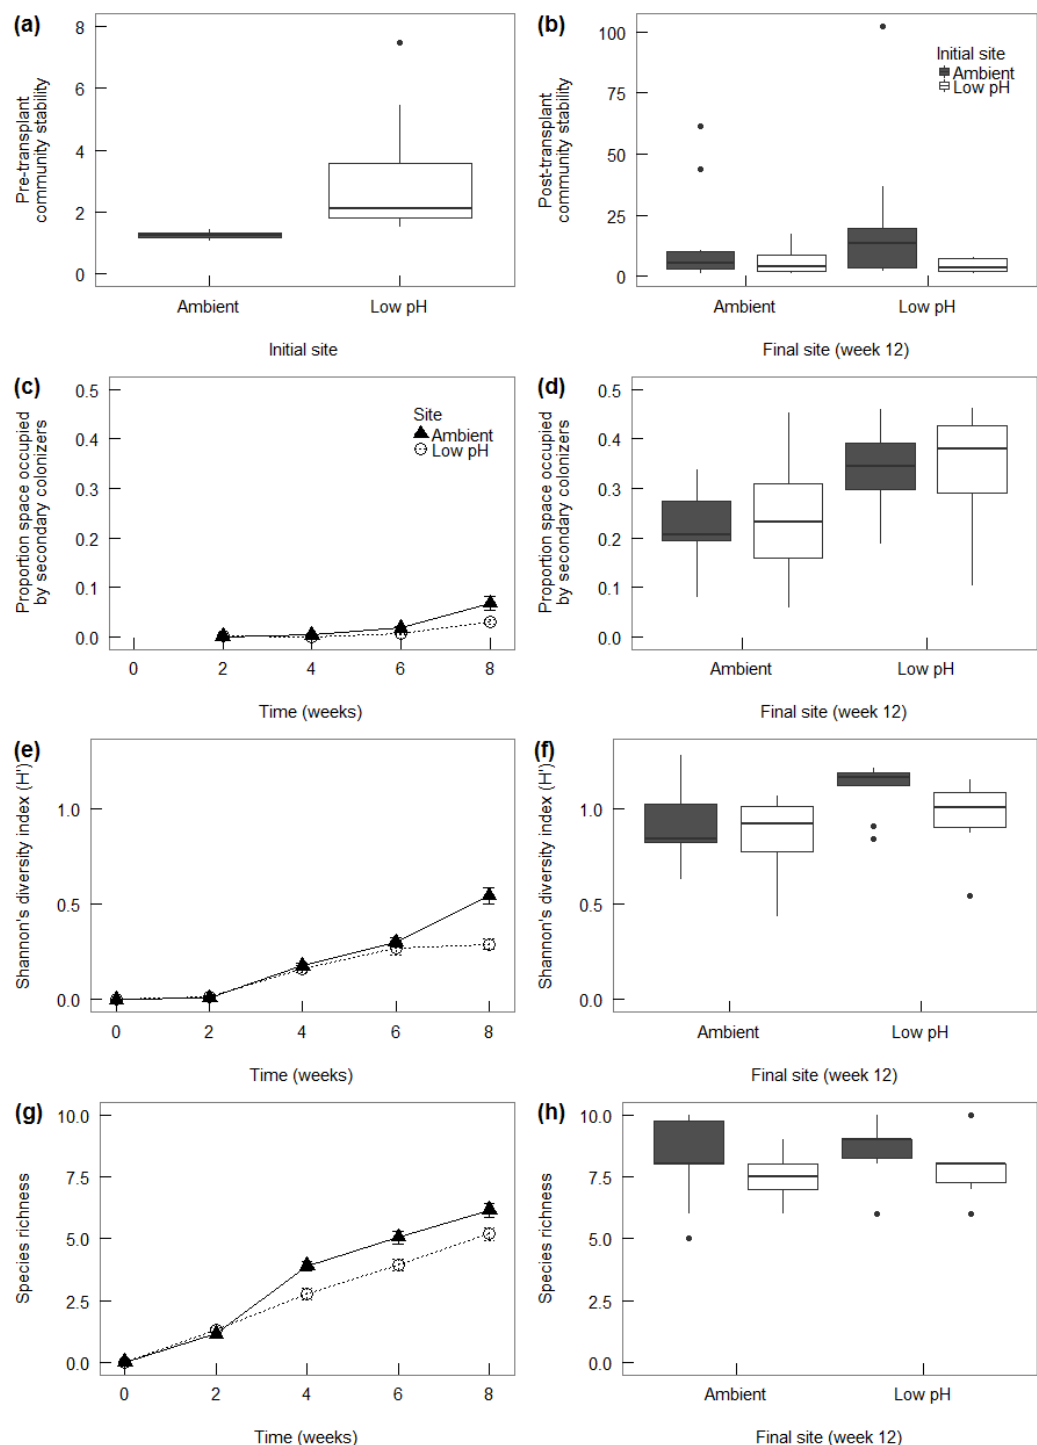 (a)
Pre-transplant
community stability
8
6
4
2
0
Ambient
Low pH
Initial site
(b)
Post-transplant
community stability
100
75
50
25
0
Initial site
Ambient
Low pH
Ambient
Low pH
Final site (week 12)
(c)
Proportion space occupied
by secondary colonizers
0.5
0.4
0.3
0.2
0.1
0.0
Site
Ambient
Low pH
0 2 4 6 8
Time (weeks)
(d)
Proportion space occupied
by secondary colonizers
0.5
0.4
0.3
0.2
0.1
0.0
Ambient
Low pH
Final site (week 12)
(e)
Shannon's diversity index (H')
1.0
0.5
0.0
0 2 4 6 8
Time (weeks)
(f)
Shannon's diversity index (H')
1.0
0.5
0.0
Ambient
Low pH
Final site (week 12)
(g)
Species richness
10.0
7.5
5.0
2.5
0.0
0 2 4 6 8
Time (weeks)
(h)
Species richness
10.0
7.5
5.0
2.5
0.0
Ambient
Low pH
Final site (week 12)